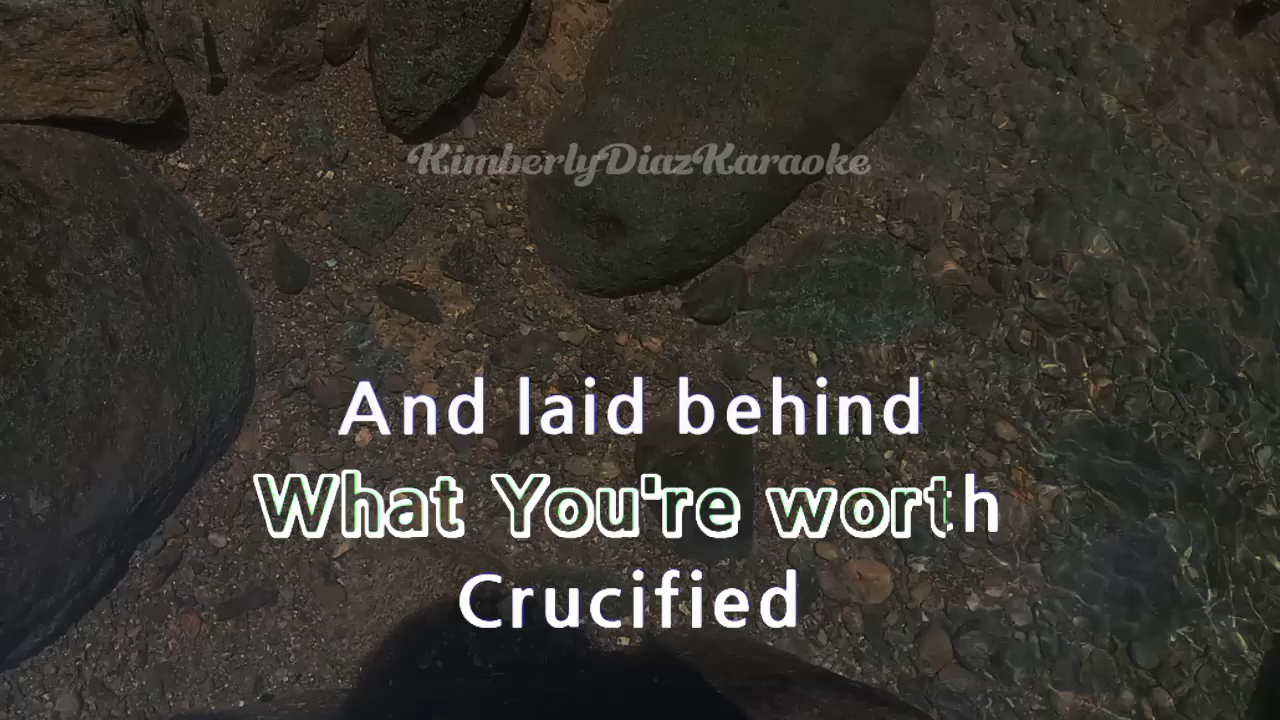 KimberlyDiazKaraoke
And laid behind
What You're worth
Crucified